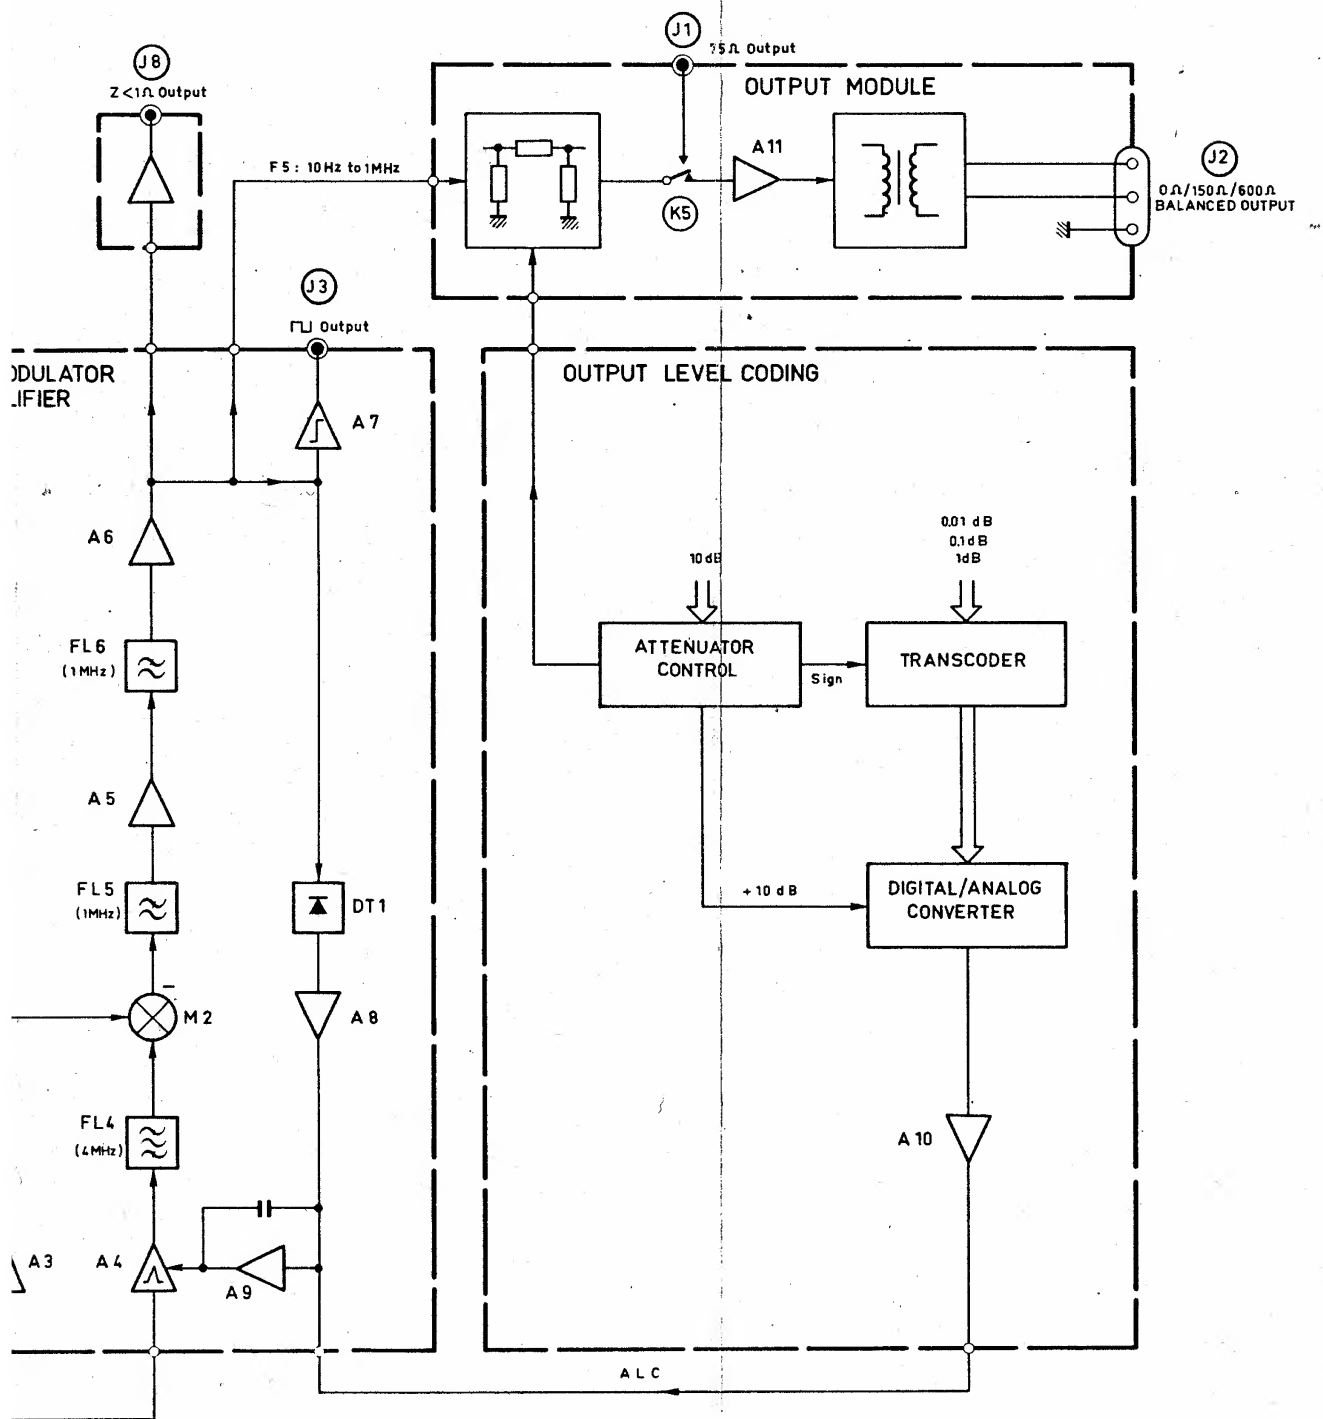 J1
75Ω Output
J8
Z<1Ω Output
OUTPUT MODULE
F5: 10Hz to 1MHz
A11
K5
J2
0Ω/150Ω/600Ω
BALANCED OUTPUT
J3
Output
LIFIER
OUTPUT LEVEL CODING
A7
A6
0.01 dB
0.1dB
1dB
10dB
FL6
(1MHz)
ATTENUATOR
CONTROL
Sign
TRANSCODER
A5
FL5
(1MHz)
DT1
+10 dB
DIGITAL/ANALOG
CONVERTER
M2
A8
FL4
(4MHz)
A10
A3
A4
A9
ALC